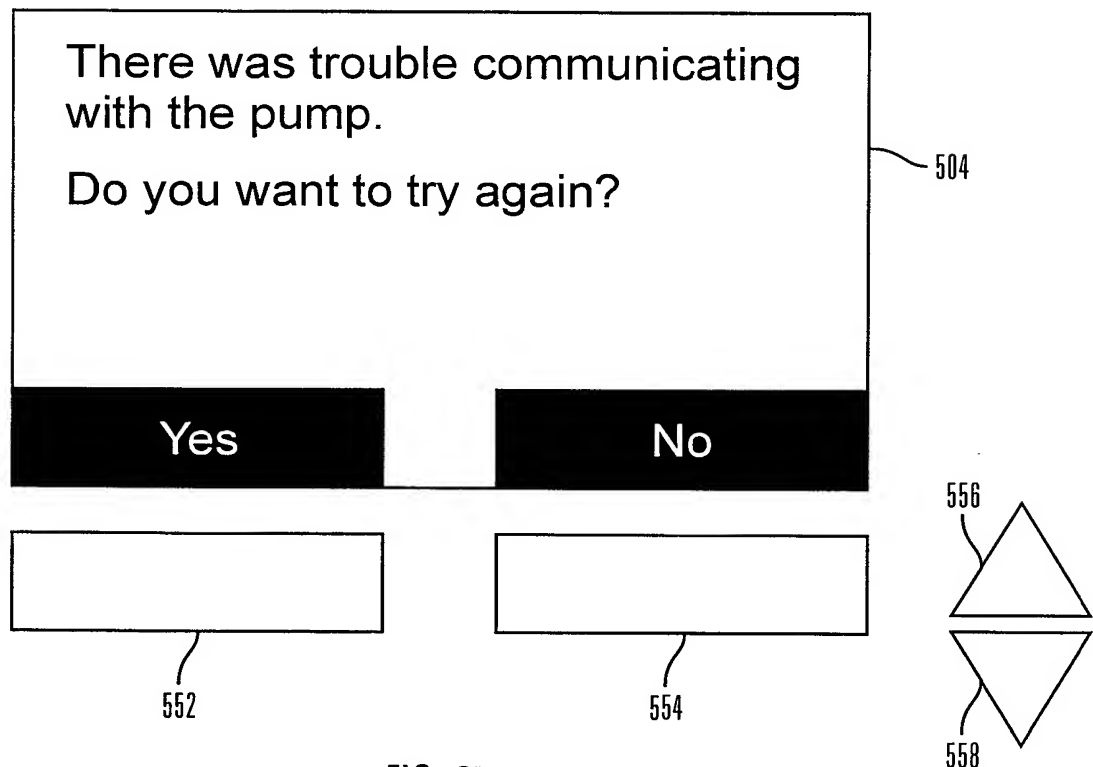 There was trouble communicating
with the pump.
Do you want to try again?
504
Yes
No
556
552
554
558